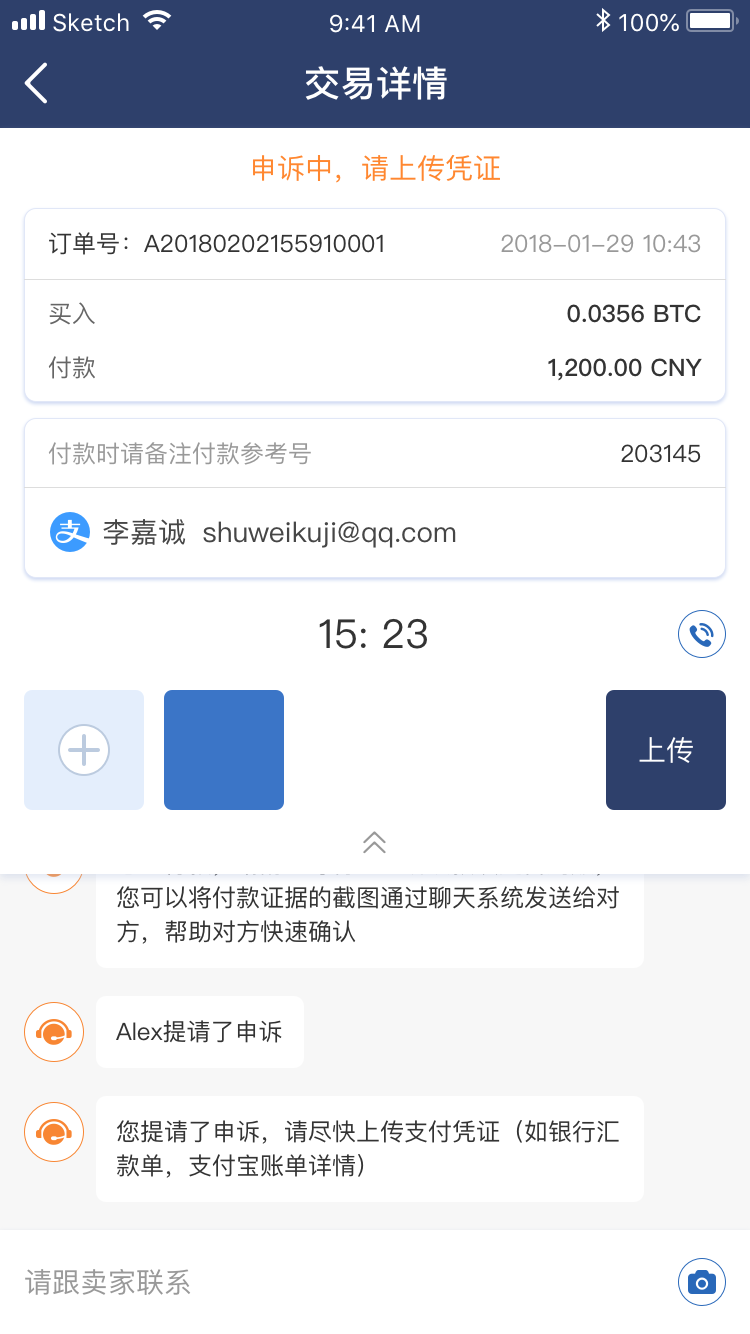 Sketch 9:41 AM 100%
交易详情
申诉中，请上传凭证
订单号：A20180202155910001 2018-01-29 10:43
买入 0.0356 BTC
付款 1,200.00 CNY
付款时请备注付款参考号 203145
支 李嘉诚 shuweikuji@qq.com
15: 23
上传
您可以将付款证据的截图通过聊天系统发送给对
方，帮助对方快速确认
Alex提请了申诉
您提请了申诉，请尽快上传支付凭证（如银行汇
款单，支付宝账单详情）
请跟卖家联系